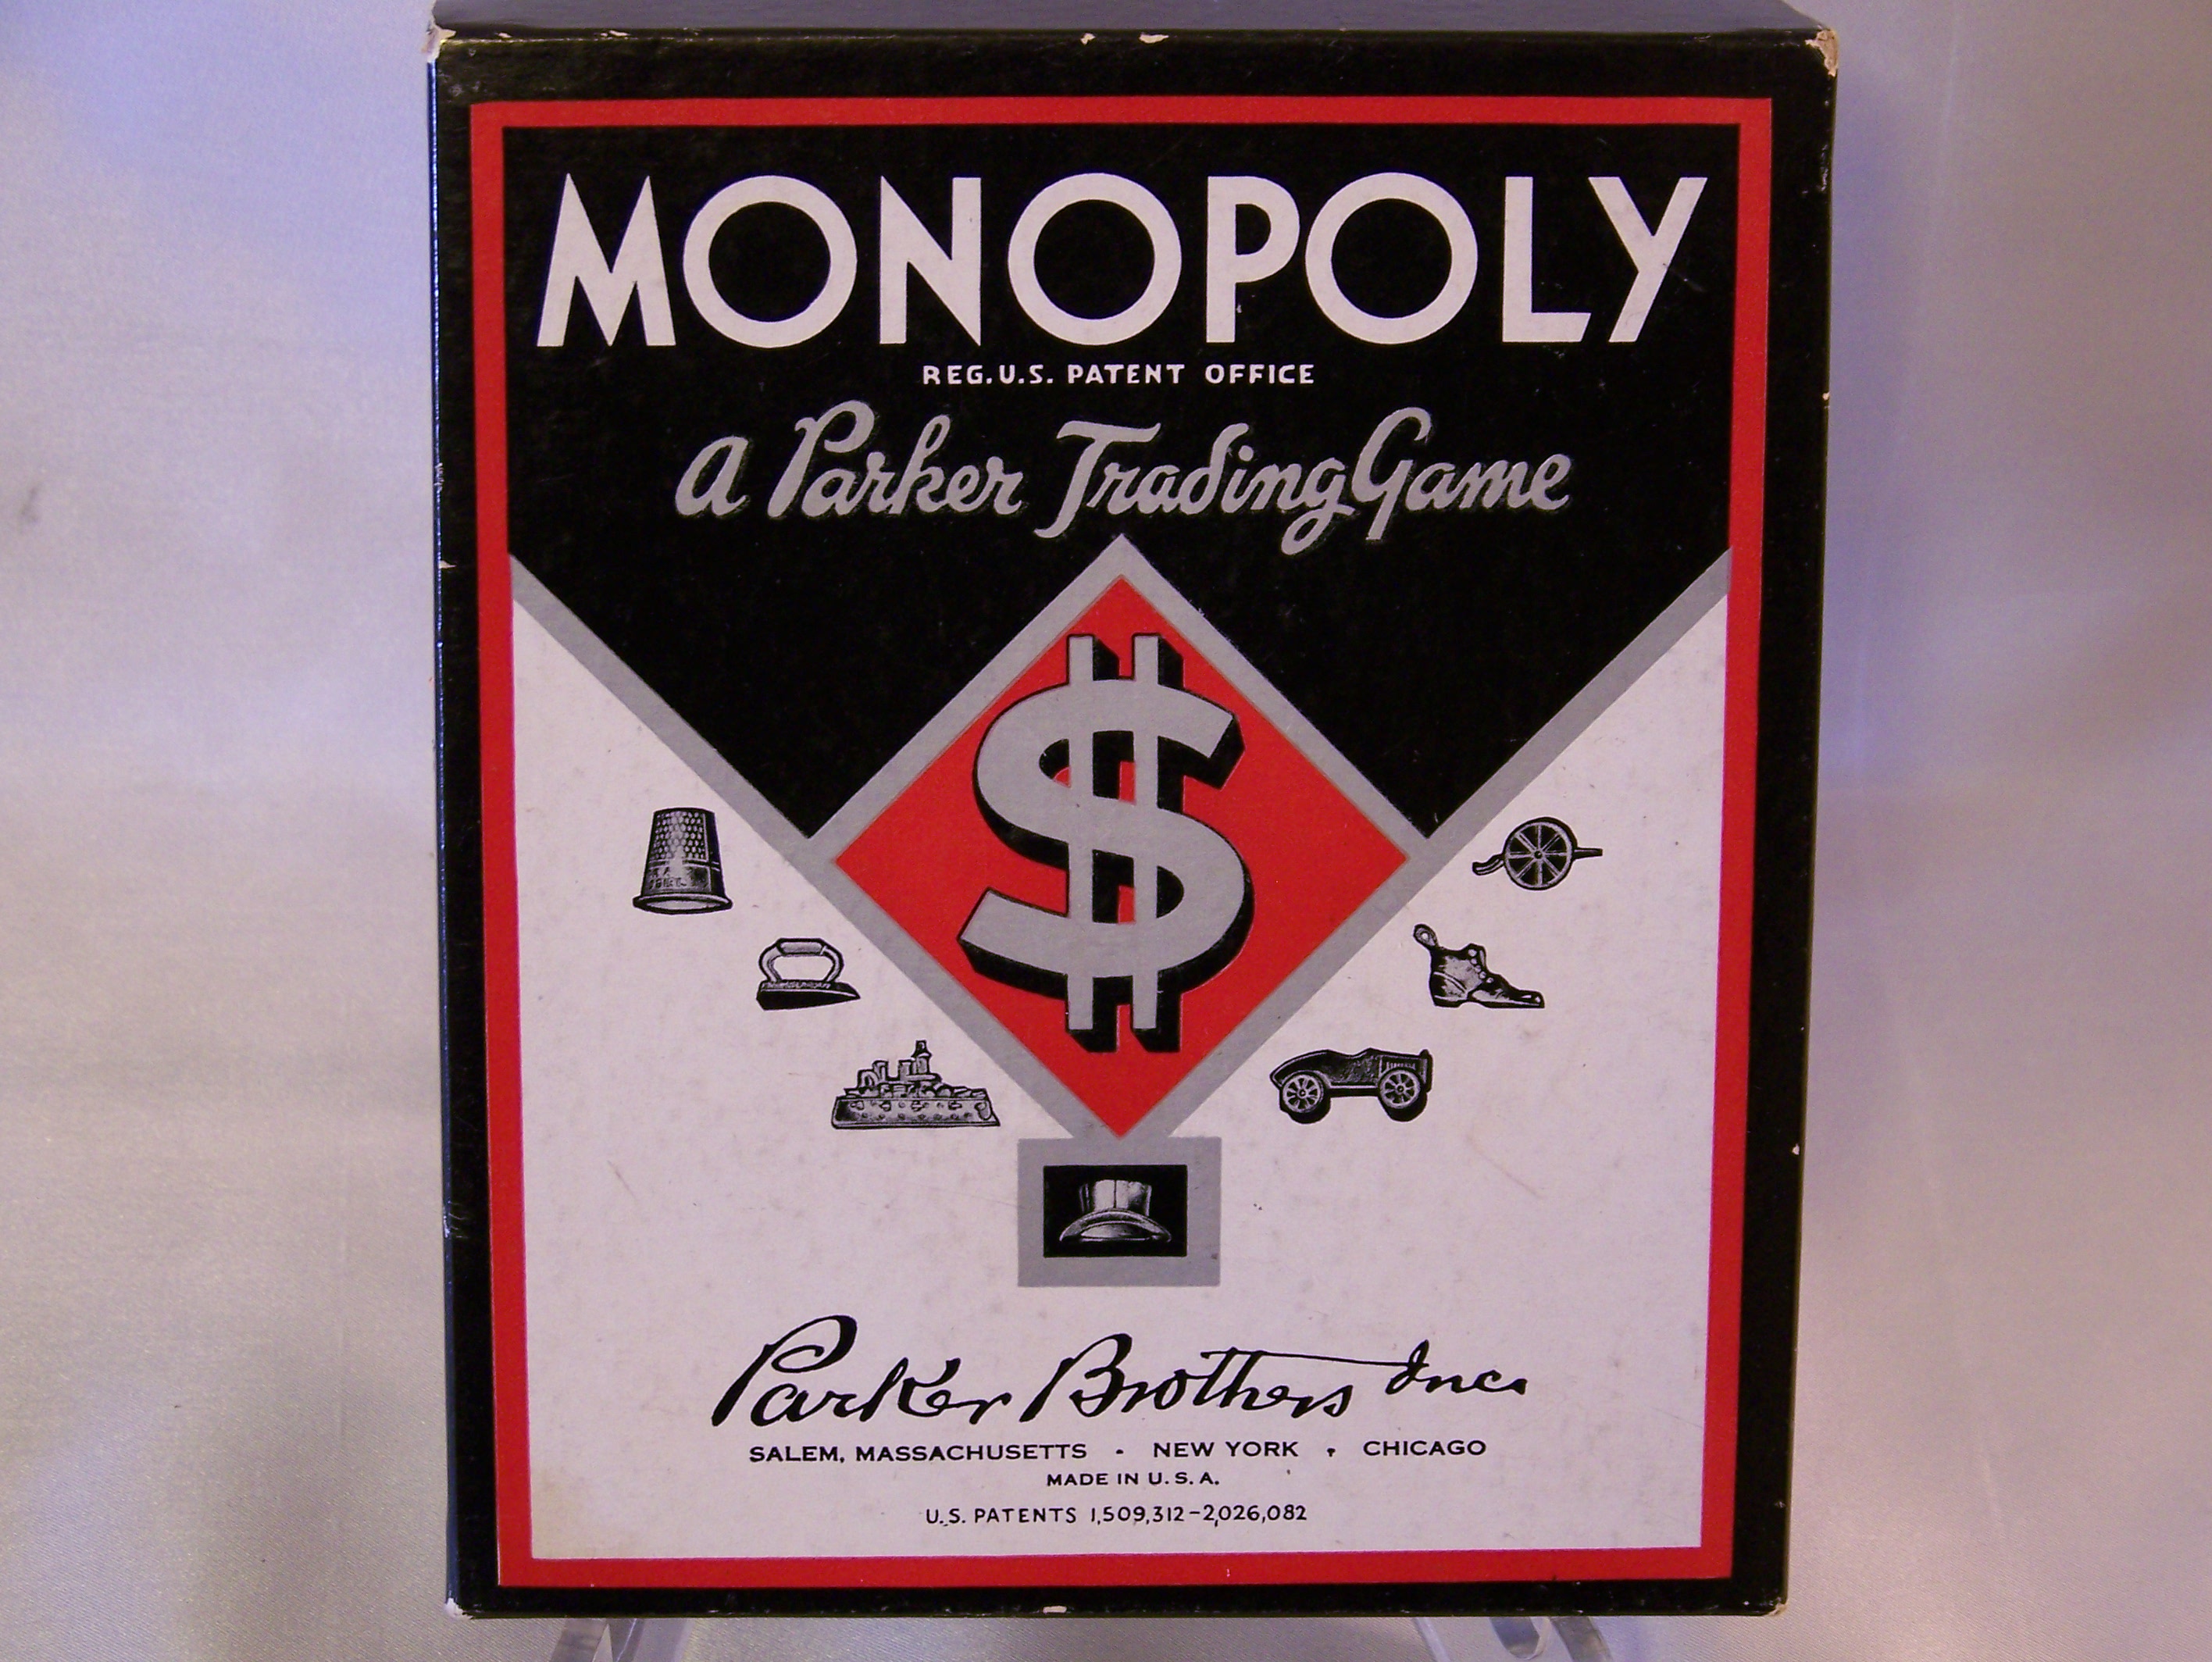 MONOPOLY
REG. U.S. PATENT OFFICE
a Parker Trading Game
$
Parker Brothers Inc.
SALEM, MASSACHUSETTS • NEW YORK • CHICAGO
MADE IN U.S.A.
U.S. PATENTS 1,509,312-2,026,082